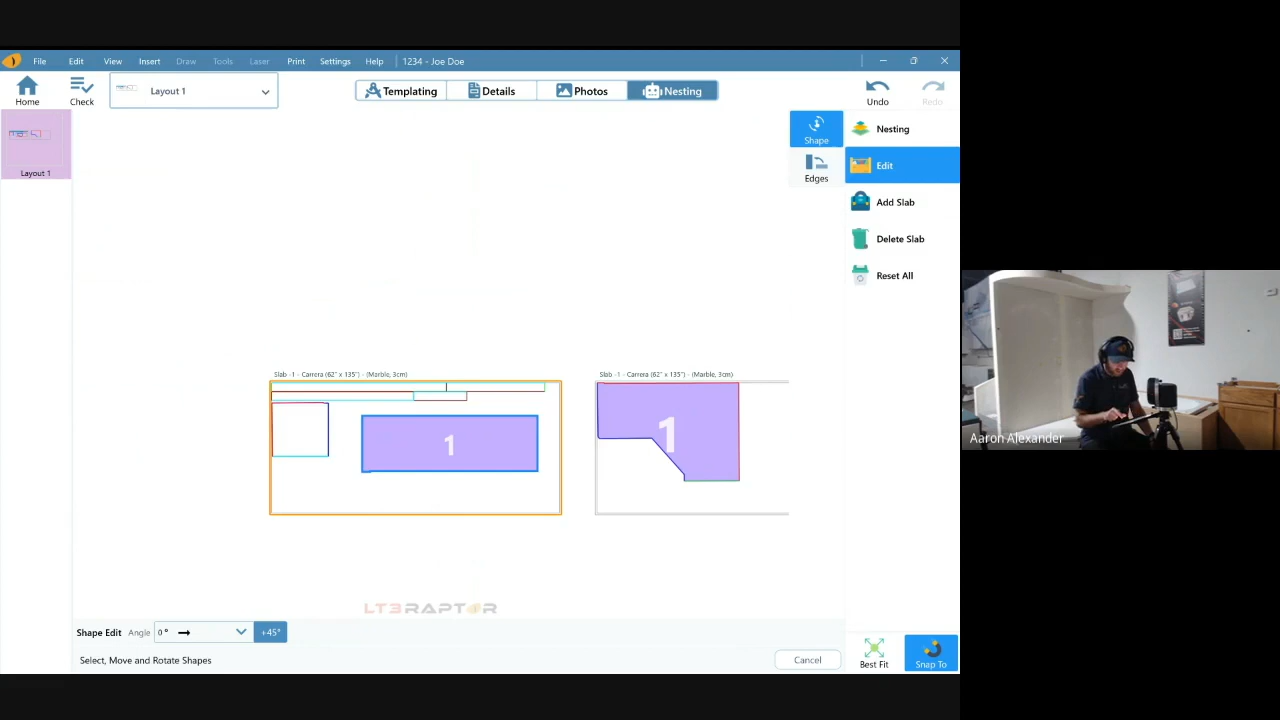 File Edit View Insert Draw Tools Laser Print Settings Help 1234 - Joe Doe
Home
Check
Layout 1
Templating
Details
Photos
Nesting
Undo
Redo
Layout 1
Shape
Edges
Nesting
Edit
Add Slab
Delete Slab
Reset All
Slab -1 - Carrera (62" x 135") - (Marble, 3cm)
Slab -1 - Carrera (62" x 135") - (Marble, 3cm)
1
1
Aaron Alexander
LT3RAPTOR
Shape Edit Angle 0° +45°
Select, Move and Rotate Shapes
Cancel
Best Fit
Snap To